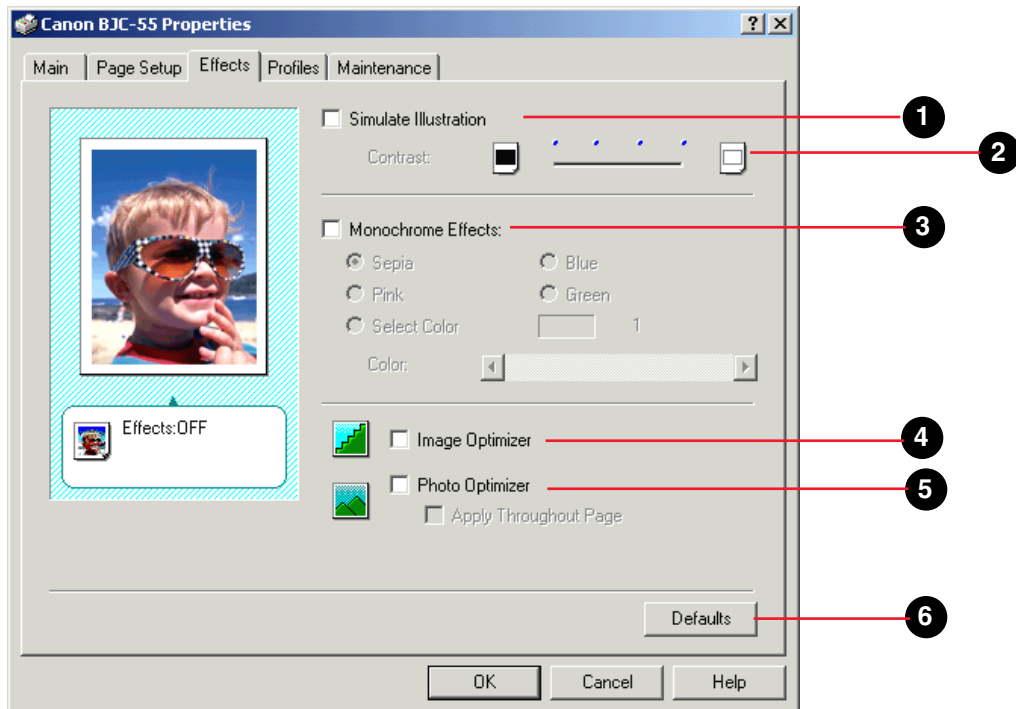 Canon BJC-55 Properties
Main Page Setup Effects Profiles Maintenance
Simulate Illustration 1
Contrast: 2
Monochrome Effects: 3
Sepia Blue
Pink Green
Select Color 1
Color:
Effects:OFF
Image Optimizer 4
Photo Optimizer 5
Apply Throughout Page
Defaults 6
OK Cancel Help